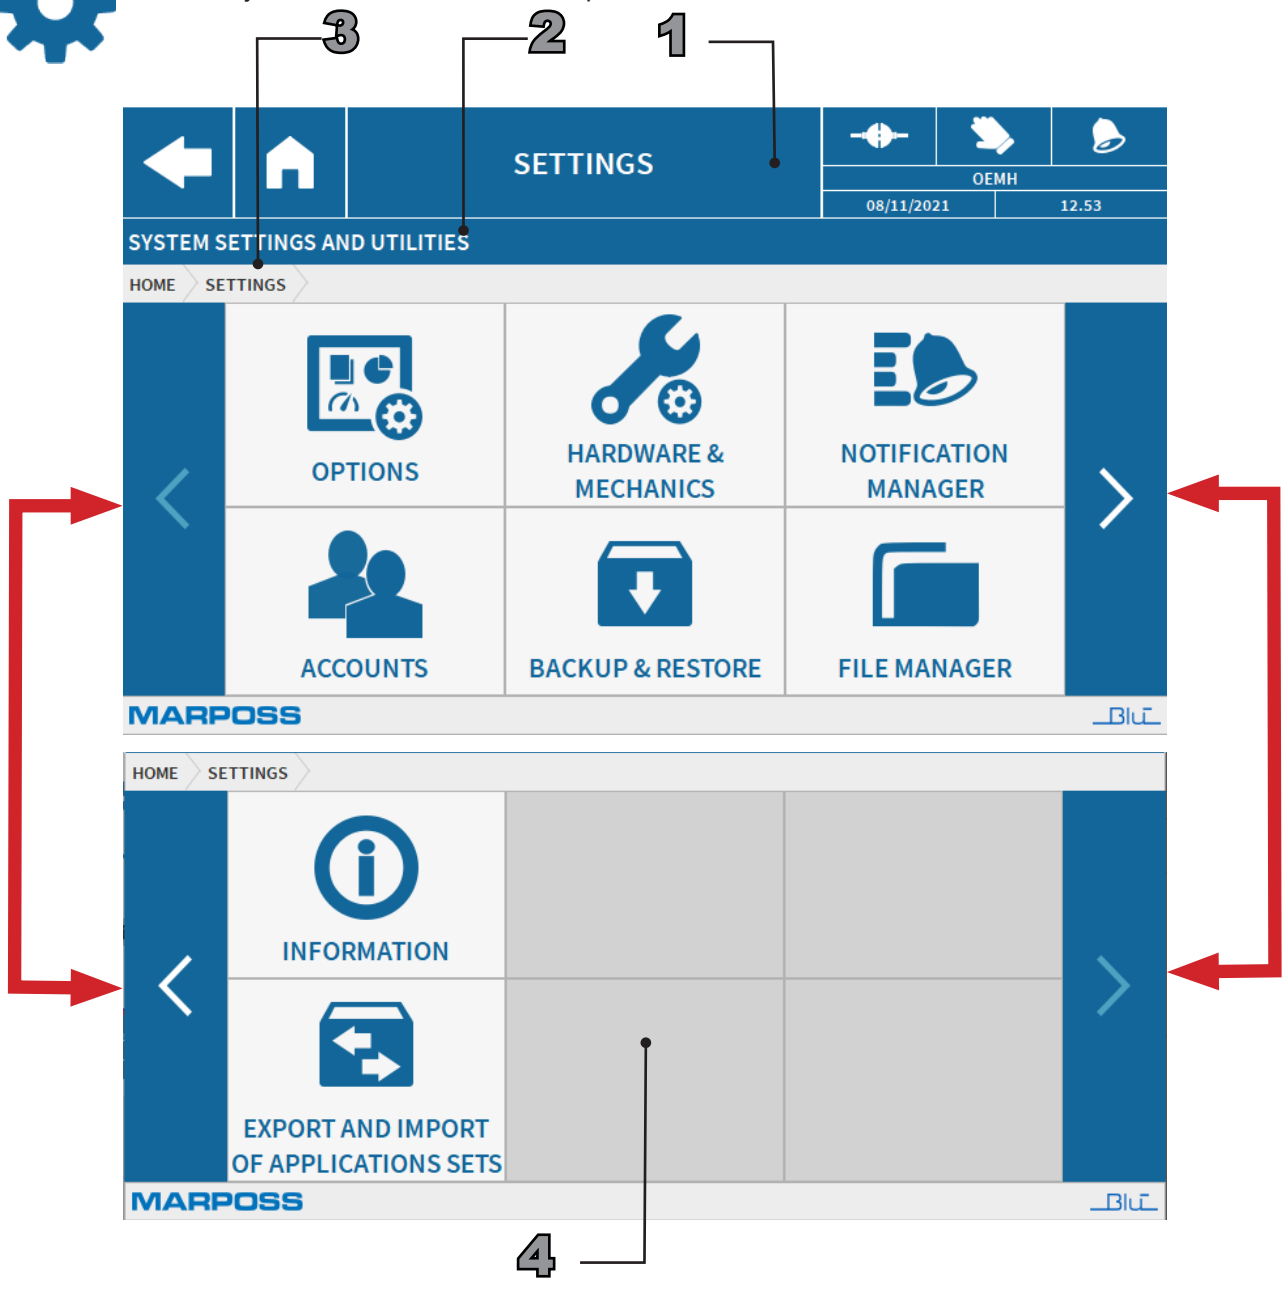 3 2 1
SETTINGS
OEMH
08/11/2021 12.53
SYSTEM SETTINGS AND UTILITIES
HOME SETTINGS
OPTIONS
HARDWARE &
MECHANICS
NOTIFICATION
MANAGER
ACCOUNTS
BACKUP & RESTORE
FILE MANAGER
MARPOSS
Blù
HOME SETTINGS
INFORMATION
EXPORT AND IMPORT
OF APPLICATIONS SETS
MARPOSS
Blù
4